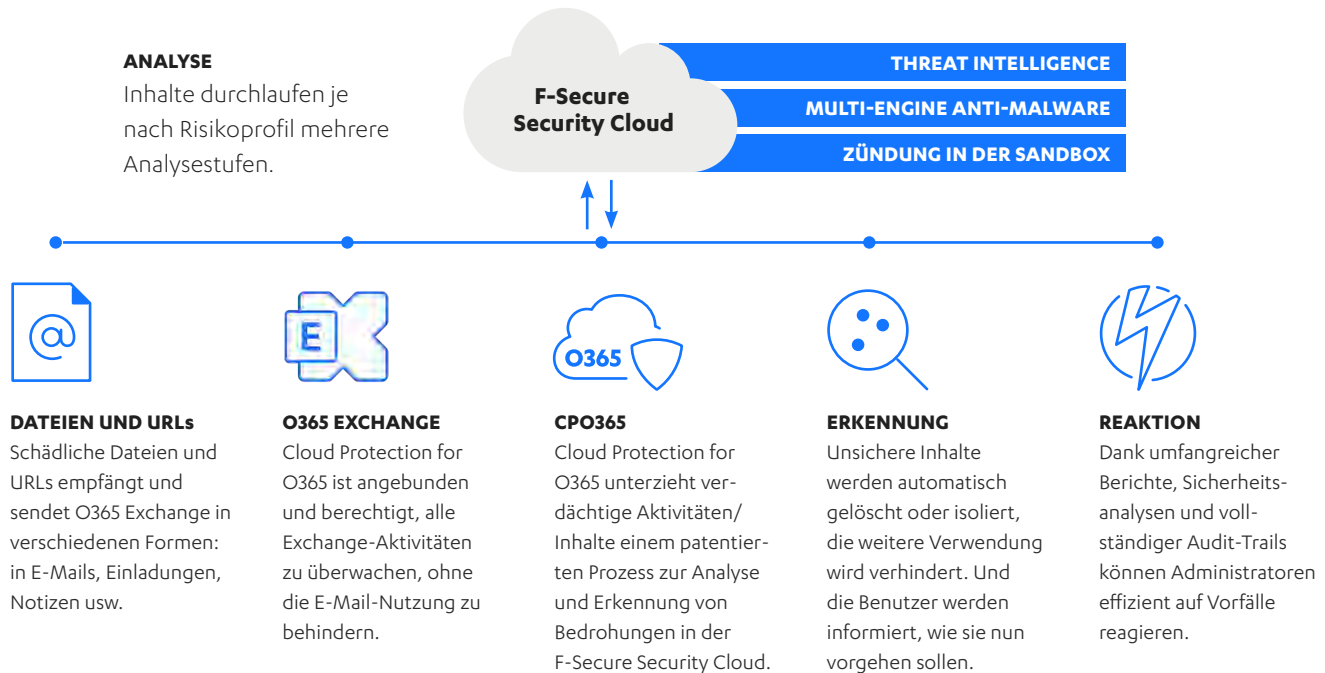 ANALYSE
Inhalte durchlaufen je
nach Risikoprofil mehrere
Analysestufen.
F-Secure
Security Cloud
THREAT INTELLIGENCE
MULTI-ENGINE ANTI-MALWARE
ZÜNDUNG IN DER SANDBOX
@
E
O365
DATEIEN UND URLs
Schädliche Dateien und
URLs empfängt und
sendet O365 Exchange in
verschiedenen Formen:
in E-Mails, Einladungen,
Notizen usw.
O365 EXCHANGE
Cloud Protection for
O365 ist angebunden
und berechtigt, alle
Exchange-Aktivitäten
zu überwachen, ohne
die E-Mail-Nutzung zu
behindern.
CPO365
Cloud Protection for
O365 unterzieht ver-
dächtige Aktivitäten/
Inhalte einem patentier-
ten Prozess zur Analyse
und Erkennung von
Bedrohungen in der
F-Secure Security Cloud.
ERKENNUNG
Unsichere Inhalte
werden automatisch
gelöscht oder isoliert,
die weitere Verwendung
wird verhindert. Und
die Benutzer werden
informiert, wie sie nun
vorgehen sollen.
REAKTION
Dank umfangreicher
Berichte, Sicherheits-
analysen und voll-
ständiger Audit-Trails
können Administratoren
effizient auf Vorfälle
reagieren.